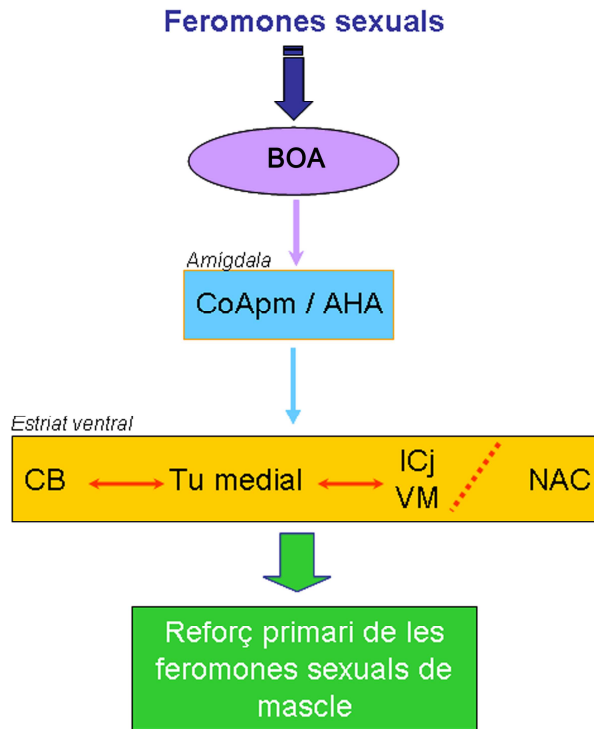 Feromones sexuals
BOA
Amígdala
CoApm / AHA
Estriat ventral
CB Tu medial ICj NAC
VM
Reforç primari de les
feromones sexuals de
mascle